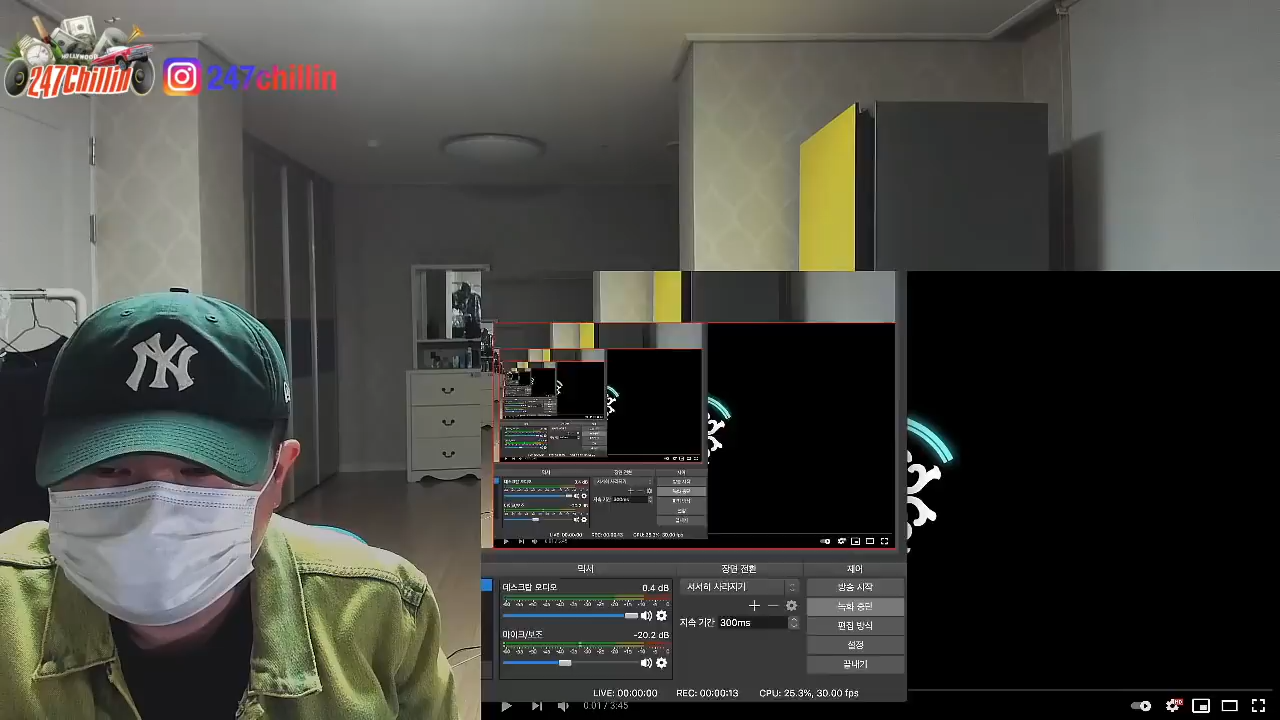 HOLLYWOOD
247Chillin
247chillin
NY
믹서
장면 전환
제어
데스크탑 오디오
0.4 dB
서서히 사라지기
방송 시작
녹화 중단
지속 기간
300ms
편집 방식
마이크/보조
-20.2 dB
설정
끝내기
LIVE: 00:00:00
REC: 00:00:13
CPU: 25.3%, 30.00 fps
0:01 / 3:45
HD